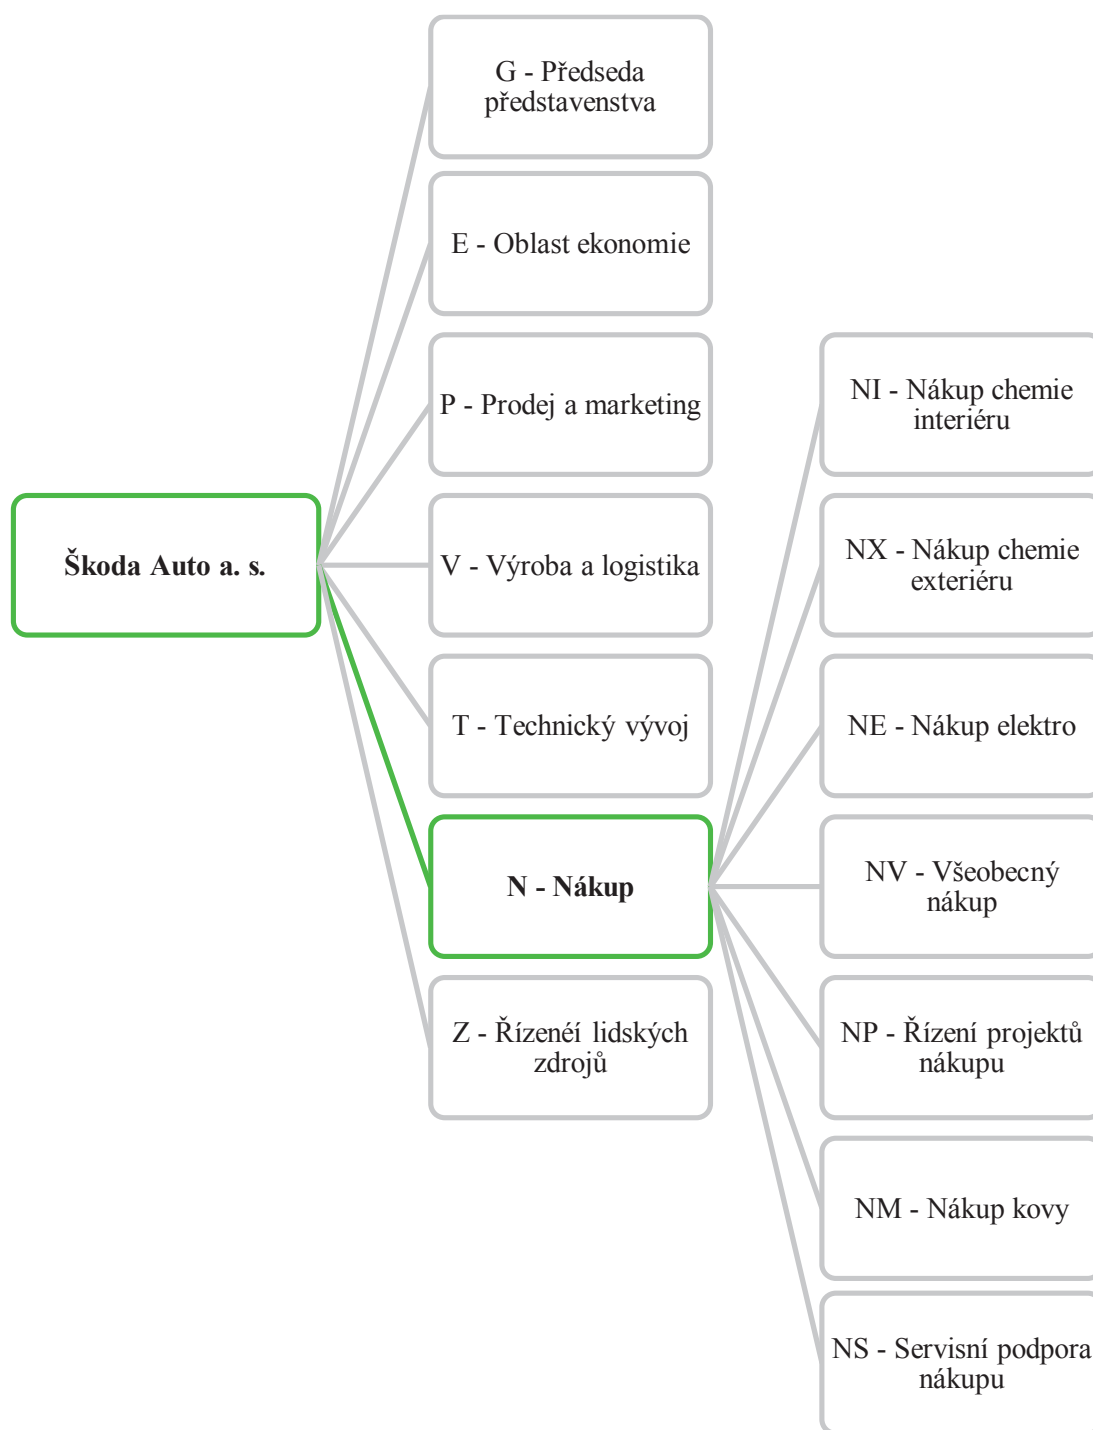 G - Předseda
představenstva
E - Oblast ekonomie
P - Prodej a marketing
NI - Nákup chemie
interiéru
Škoda Auto a. s.
V - Výroba a logistika
NX - Nákup chemie
exteriéru
T - Technický vývoj
NE - Nákup elektro
N - Nákup
NV - Všeobecný
nákup
Z - Řízenéí lidských
zdrojů
NP - Řízení projektů
nákupu
NM - Nákup kovy
NS - Servisní podpora
nákupu